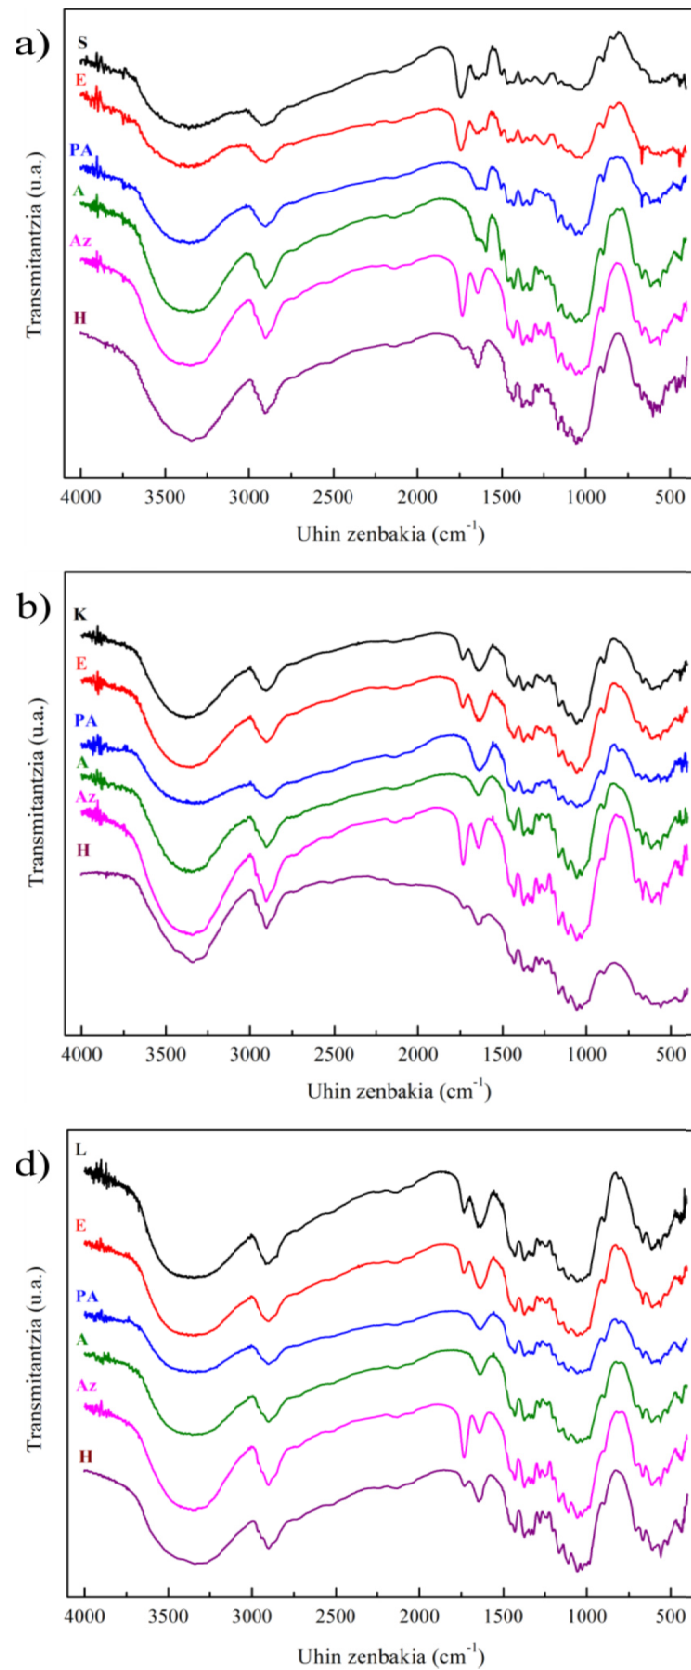 a)
S
E
PA
A
Az
H
Transmitantzia (u.a.)
4000 3500 3000 2500 2000 1500 1000 500
Uhin zenbakia (cm⁻¹)
b)
K
E
PA
A
Az
H
Transmitantzia (u.a.)
4000 3500 3000 2500 2000 1500 1000 500
Uhin zenbakia (cm⁻¹)
d)
L
E
PA
A
Az
H
Transmitantzia (u.a.)
4000 3500 3000 2500 2000 1500 1000 500
Uhin zenbakia (cm⁻¹)